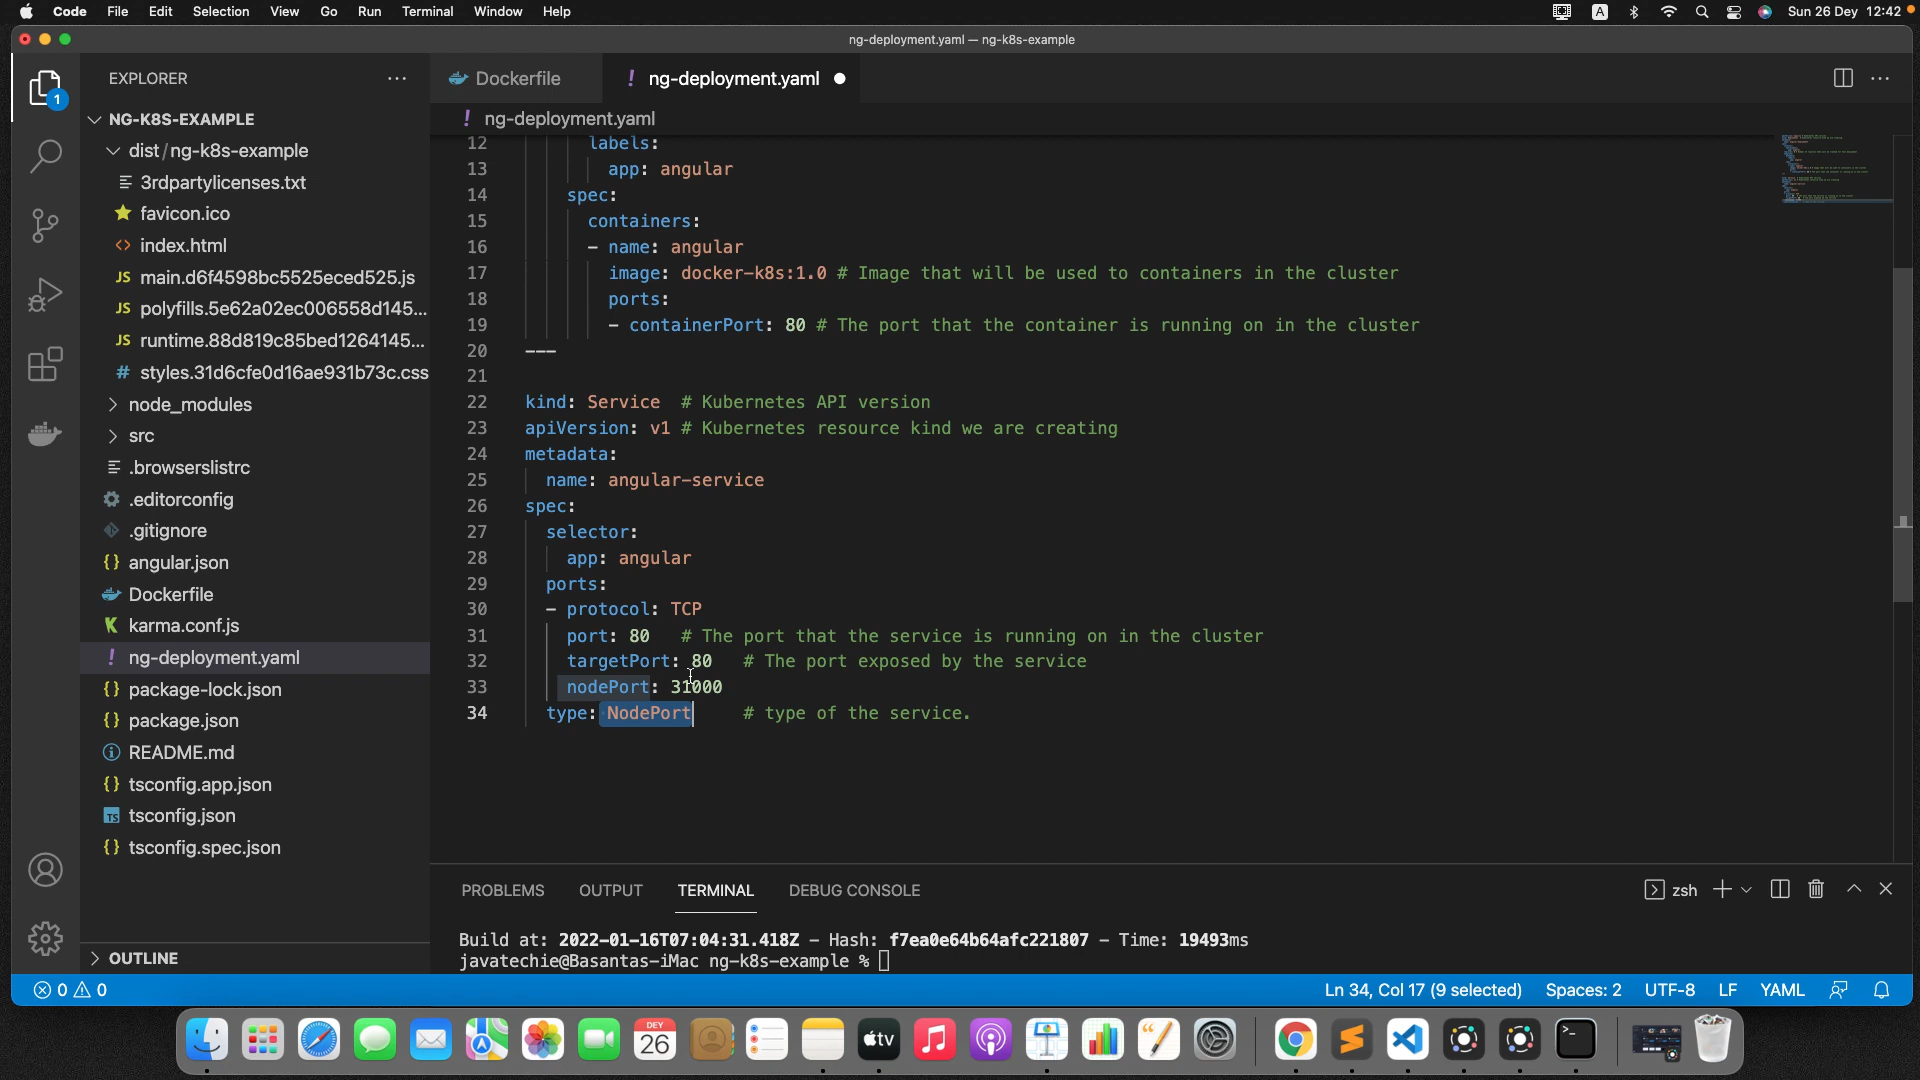 Code File Edit Selection View Go Run Terminal Window Help
A
Sun 26 Dey 12:42
ng-deployment.yaml — ng-k8s-example
EXPLORER
Dockerfile
! ng-deployment.yaml
1
NG-K8S-EXAMPLE
! ng-deployment.yaml
dist/ng-k8s-example
3rdpartylicenses.txt
favicon.ico
<> index.html
JS main.d6f4598bc5525eced525.js
JS polyfills.5e62a02ec006558d145...
JS runtime.88d819c85bed1264145...
# styles.31d6cfe0d16ae931b73c.css
node_modules
src
.browserslistrc
.editorconfig
.gitignore
{} angular.json
Dockerfile
K karma.conf.js
! ng-deployment.yaml
{} package-lock.json
{} package.json
README.md
{} tsconfig.app.json
TS tsconfig.json
{} tsconfig.spec.json
OUTLINE
12 labels:
13 app: angular
14 spec:
15 containers:
16 - name: angular
17 image: docker-k8s:1.0 # Image that will be used to containers in the cluster
18 ports:
19 - containerPort: 80 # The port that the container is running on in the cluster
20 ---
21
22 kind: Service # Kubernetes API version
23 apiVersion: v1 # Kubernetes resource kind we are creating
24 metadata:
25 name: angular-service
26 spec:
27 selector:
28 app: angular
29 ports:
30 - protocol: TCP
31 port: 80 # The port that the service is running on in the cluster
32 targetPort: 80 # The port exposed by the service
33 nodePort: 31000
34 type: NodePort # type of the service.
PROBLEMS OUTPUT TERMINAL DEBUG CONSOLE
zsh
Build at: 2022-01-16T07:04:31.418Z - Hash: f7ea0e64b64afc221807 - Time: 19493ms
javatechie@Basantas-iMac ng-k8s-example %
0 0
Ln 34, Col 17 (9 selected) Spaces: 2 UTF-8 LF YAML
DEY
26
tv
>_